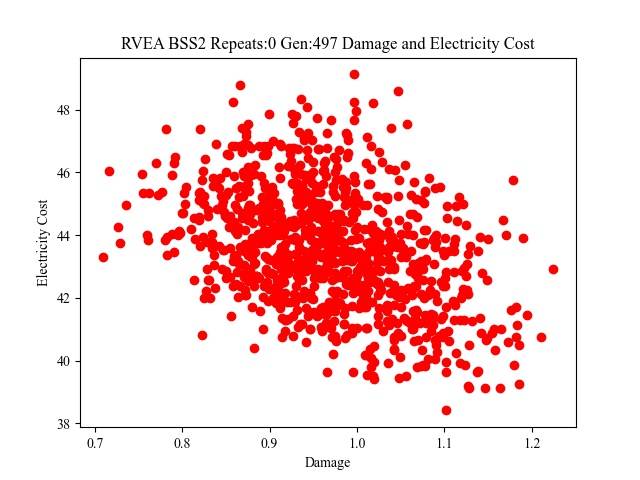 RVEA BSS2 Repeats:0 Gen:497 Damage and Electricity Cost
Electricity Cost
48
46
44
42
40
38
0.7 0.8 0.9 1.0 1.1 1.2
Damage